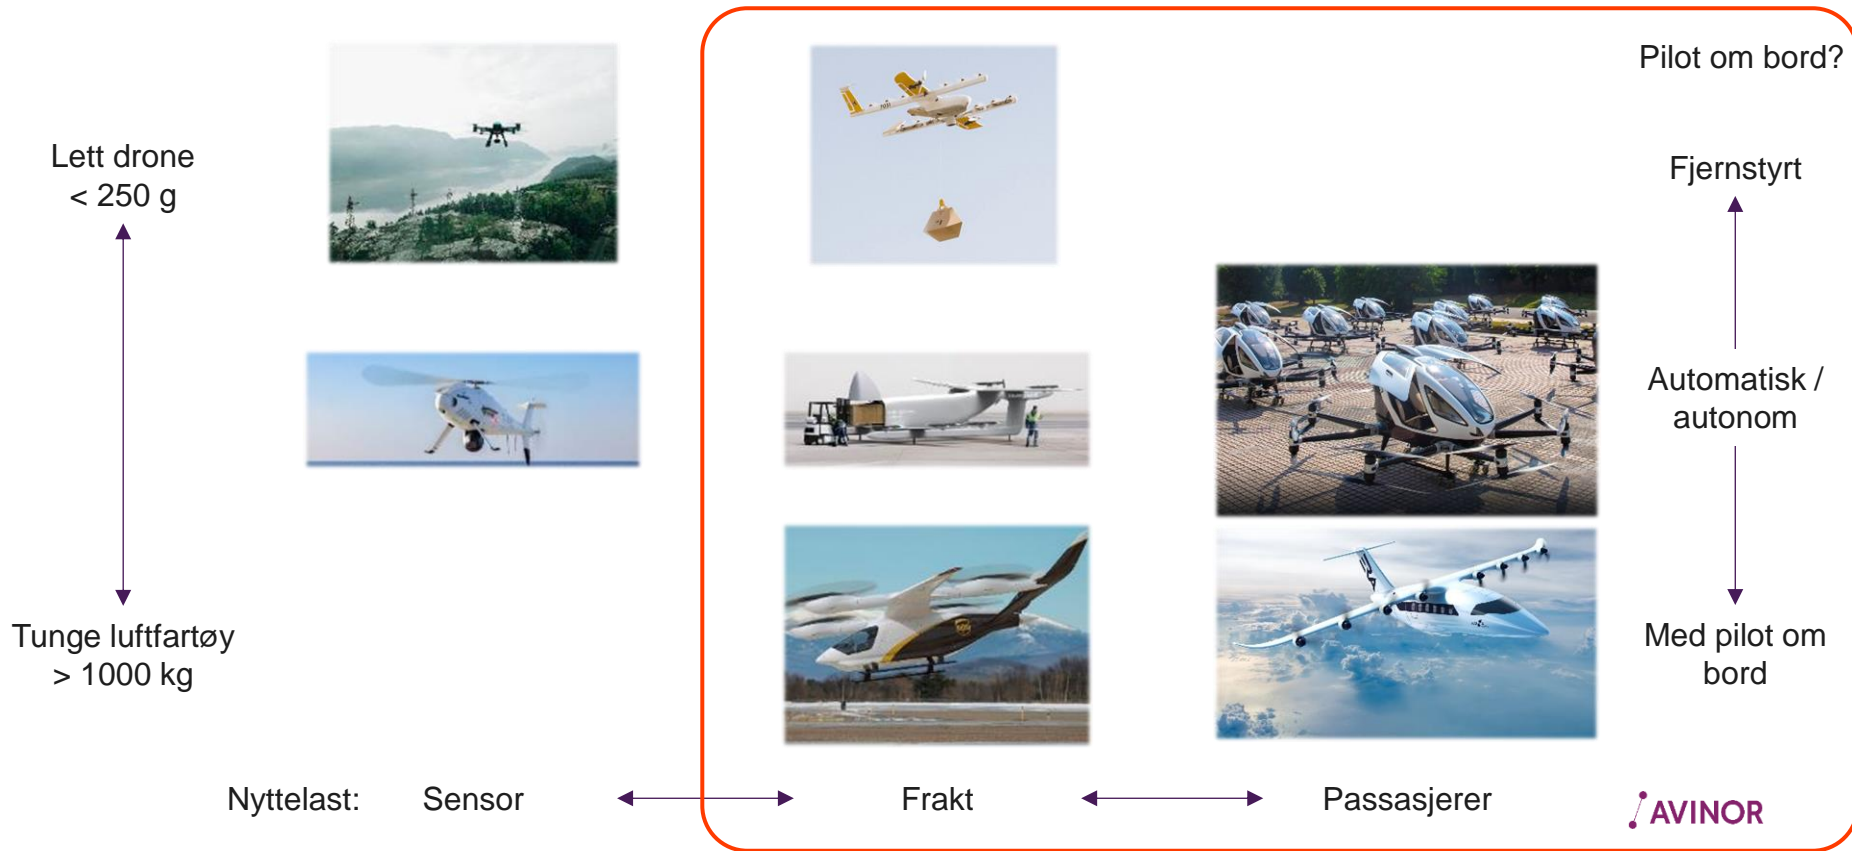 Pilot om bord?
Lett drone
< 250 g
Fjernstyrt
Automatisk /
autonom
Tunge luftfartøy
> 1000 kg
Med pilot om
bord
Nyttelast:
Sensor
Frakt
Passasjerer
AVINOR
ups